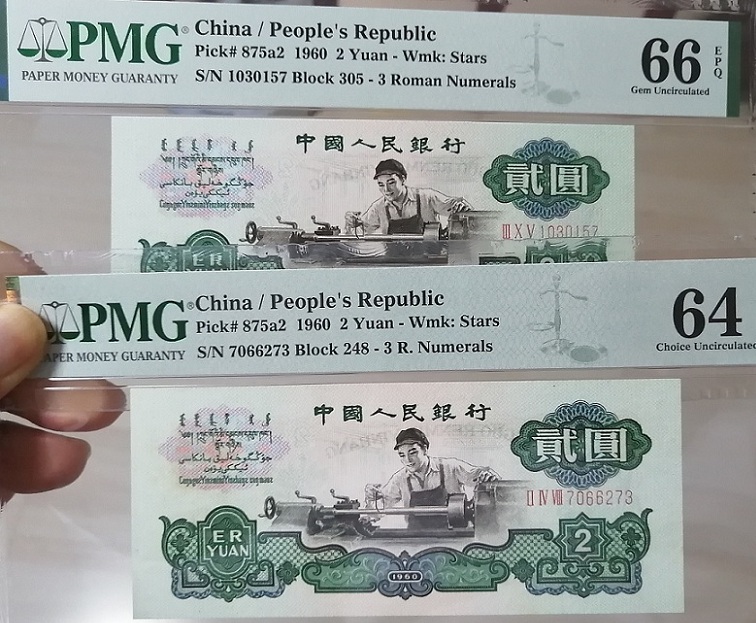 PMG® China / People's Republic
PAPER MONEY GUARANTY
Pick# 875a2 1960 2 Yuan - Wmk: Stars
S/N 1030157 Block 305 - 3 Roman Numerals
66 EPQ
Gem Uncirculated
中國人民銀行
貳圓
III X V 1030157
ER
2
PMG® China / People's Republic
PAPER MONEY GUARANTY
Pick# 875a2 1960 2 Yuan - Wmk: Stars
S/N 7066273 Block 248 - 3 R. Numerals
64
Choice Uncirculated
中國人民銀行
貳圓
II IV VIII 7066273
ER
YUAN
2
1960